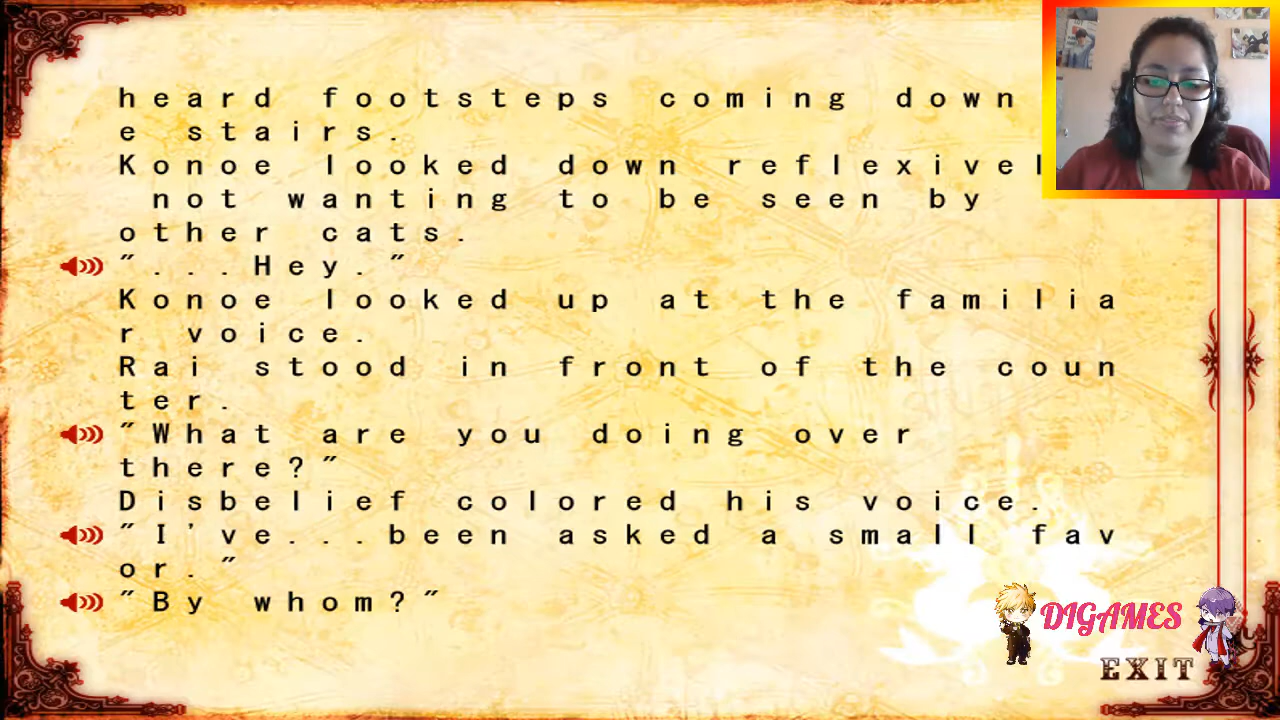 heard footsteps coming down
e stairs.
Konoe looked down reflexivel
not wanting to be seen by
other cats.
"...Hey."
Konoe looked up at the familia
r voice.
Rai stood in front of the coun
ter.
"What are you doing over
there?"
Disbelief colored his voice.
"I've...been asked a small fav
or."
"By whom?"
DIGAMES
EXIT